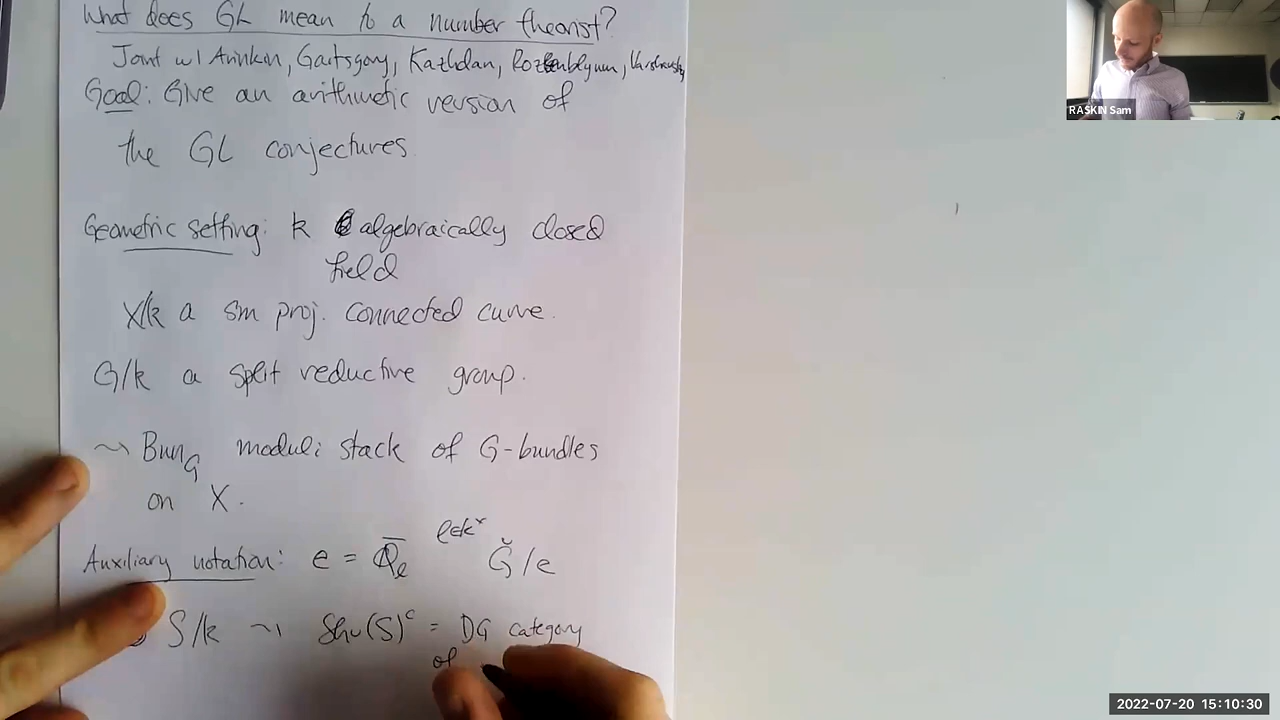 What does GL mean to a number theorist?
Joint w/ Arinkin, Gaitsgory, Kazhdan, Rozenblyum, Varshavsky
Goal: Give an arithmetic version of
the GL conjectures.
Geometric setting: k algebraically closed
field
X/k a sm proj. connected curve.
G/k a split reductive group.
⇝ Bun_G moduli stack of G-bundles
on X.
Auxiliary notation: e = Q̅_ℓ ℓ∈k^× Ǧ/e
S/k ⇝ Shv(S)^c = DG category
of
RASKIN Sam
2022-07-20 15:10:30